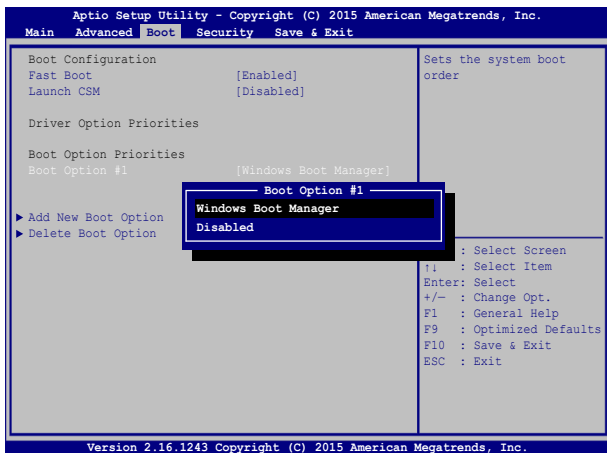 Aptio Setup Utility - Copyright (C) 2015 American Megatrends, Inc.
Main Advanced Boot Security Save & Exit
Boot Configuration
Fast Boot [Enabled]
Launch CSM [Disabled]
Driver Option Priorities
Boot Option Priorities
Boot Option #1 [Windows Boot Manager]
Boot Option #1
Windows Boot Manager
Disabled
▶ Add New Boot Option
▶ Delete Boot Option
Sets the system boot
order
: Select Screen
↑↓ : Select Item
Enter: Select
+/— : Change Opt.
F1 : General Help
F9 : Optimized Defaults
F10 : Save & Exit
ESC : Exit
Version 2.16.1243 Copyright (C) 2015 American Megatrends, Inc.